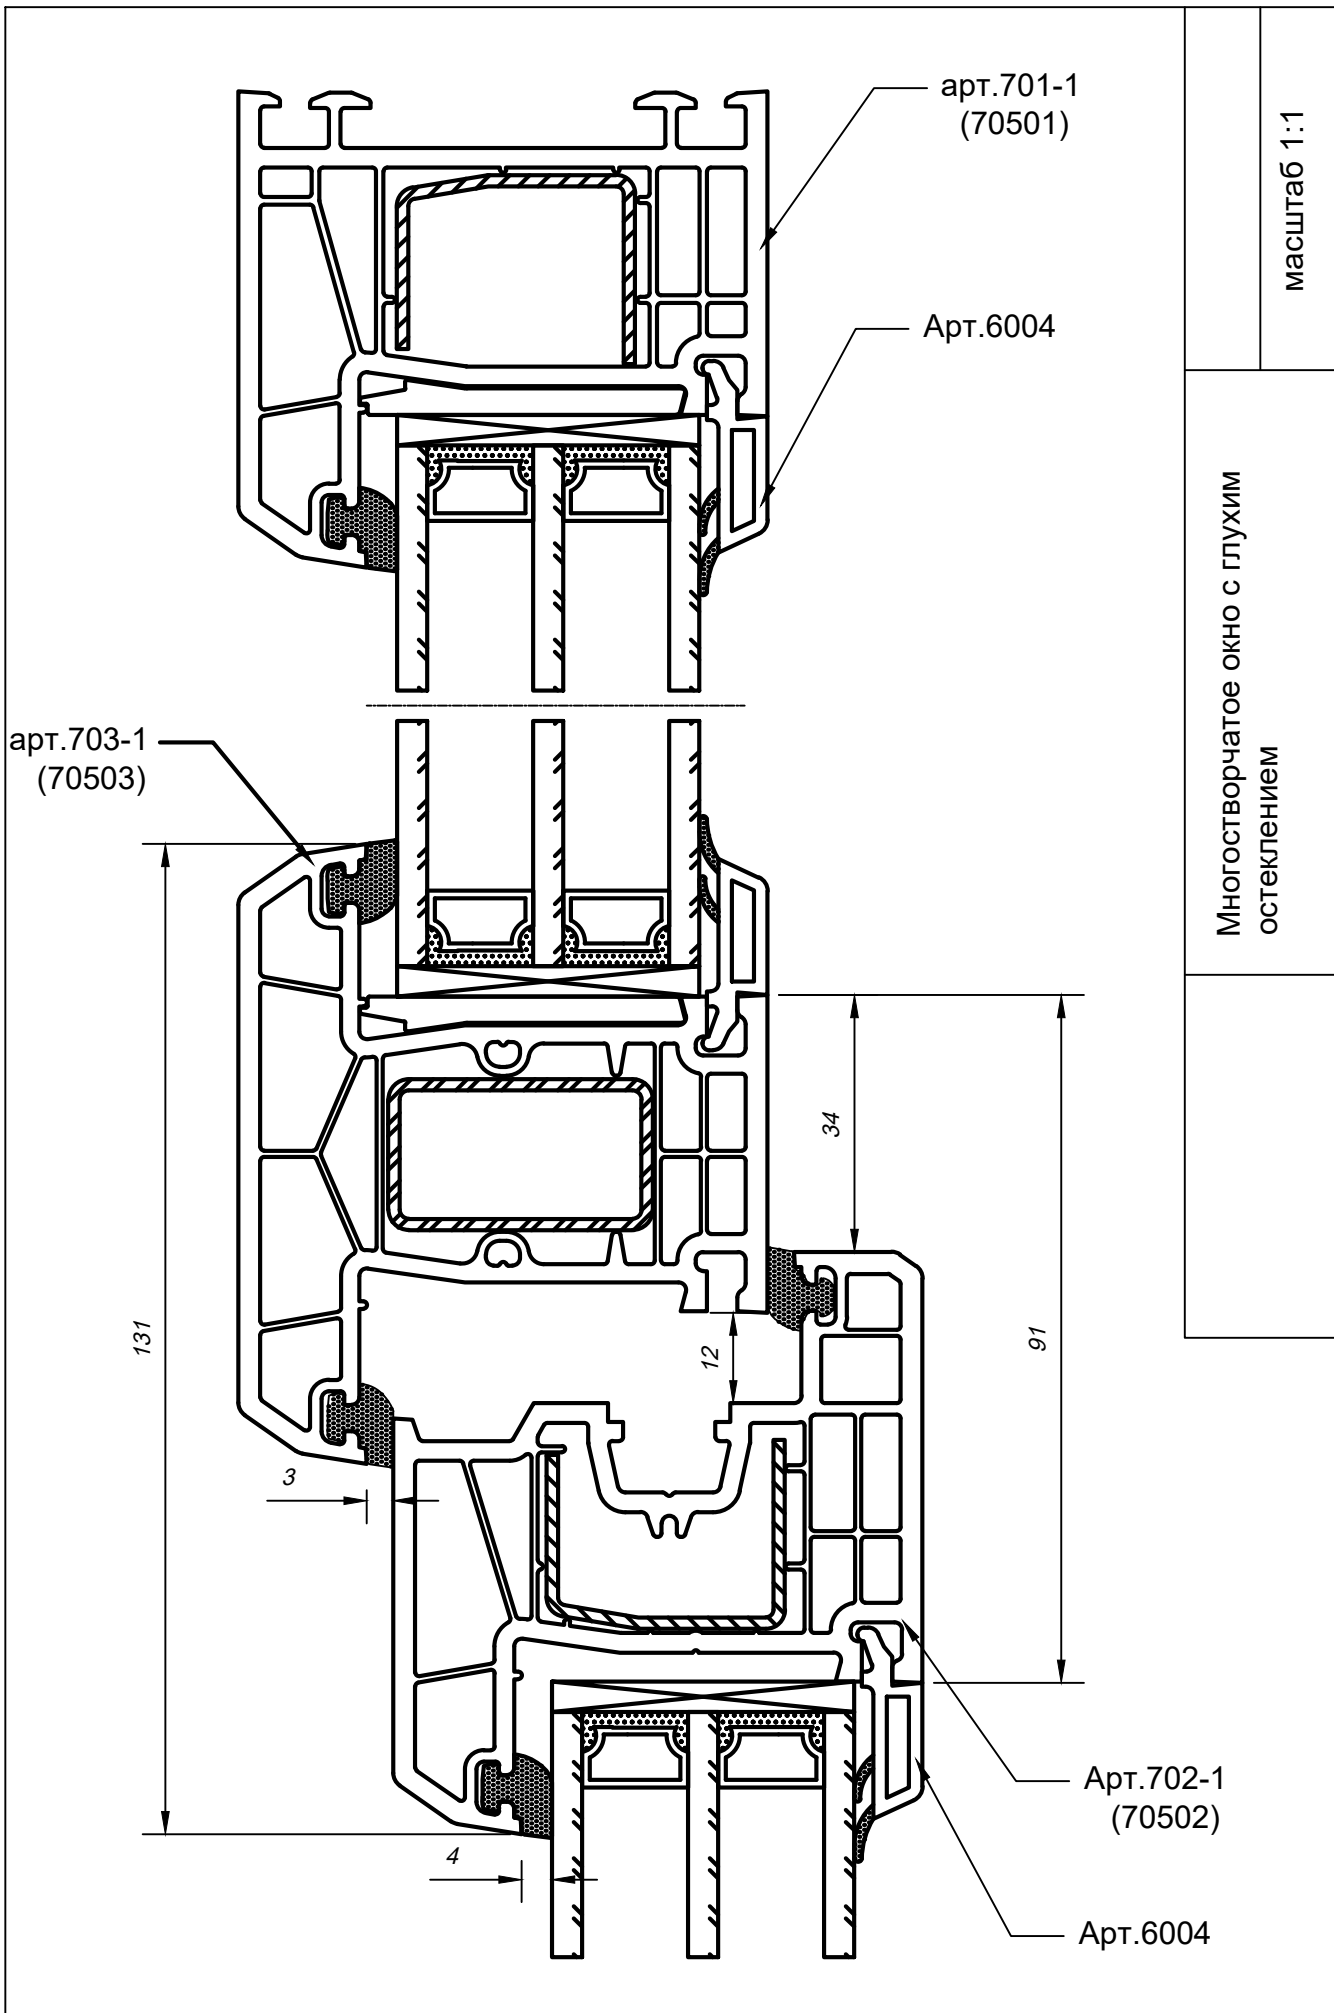 арт.701-1
(70501)
масштаб 1:1
Арт.6004
Многостворчатое окно с глухим
остеклением
арт.703-1
(70503)
34
131
12
91
3
4
Арт.702-1
(70502)
Арт.6004